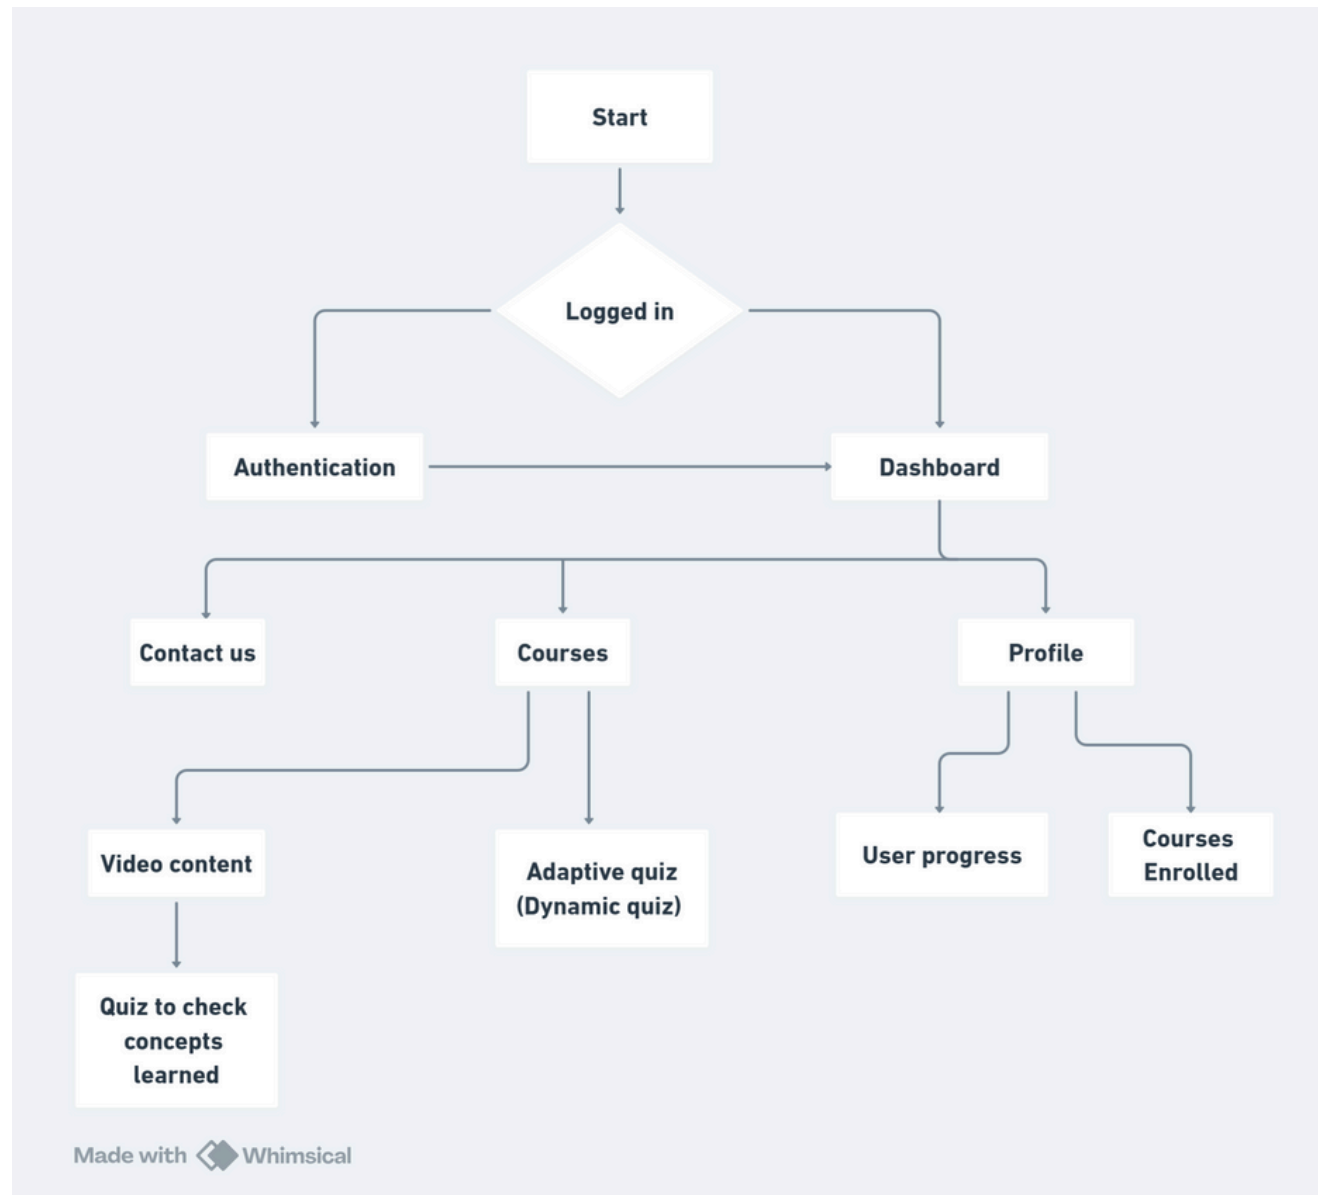 Start
Logged in
Authentication
Dashboard
Contact us
Courses
Profile
Video content
Adaptive quiz
(Dynamic quiz)
User progress
Courses
Enrolled
Quiz to check
concepts
learned
Made with Whimsical